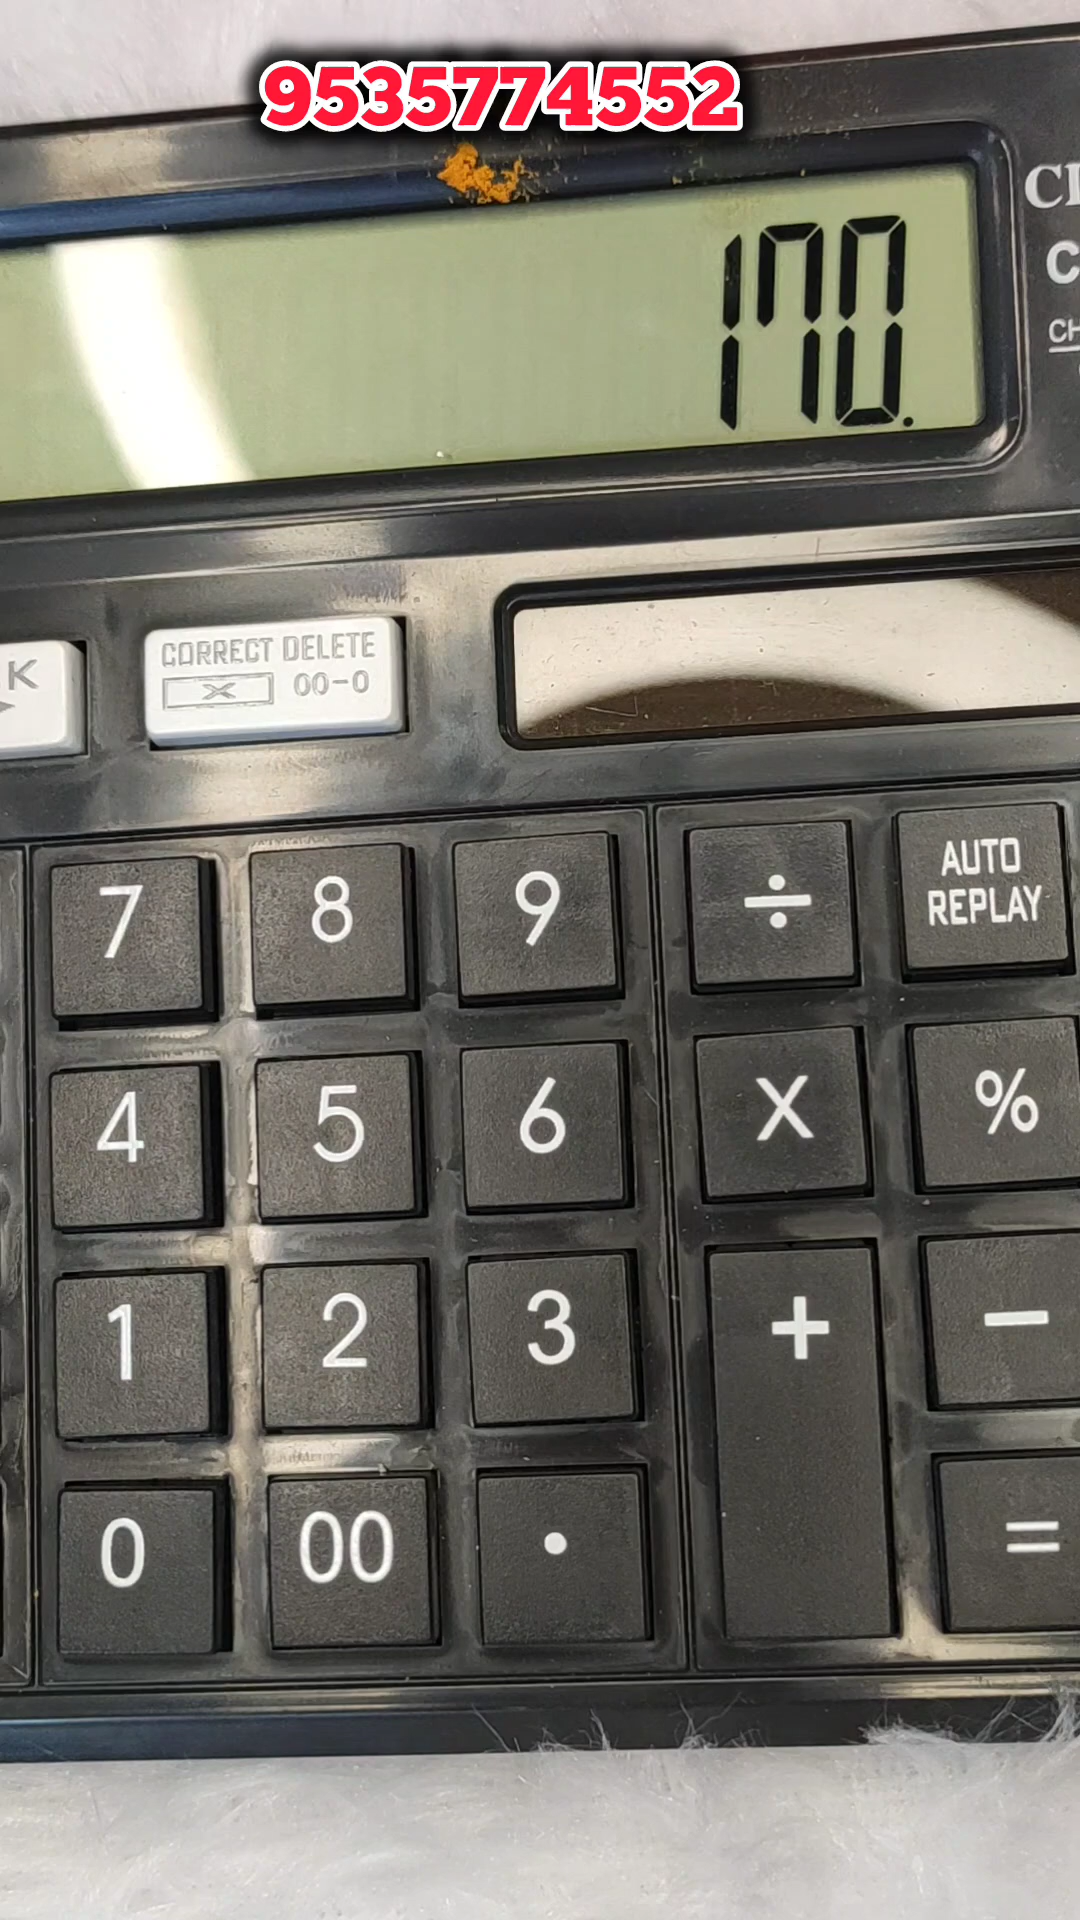 9535774552
170.
CORRECT DELETE
00-0
7 8 9 ÷ AUTO REPLAY
4 5 6 X %
1 2 3 + −
0 00 . =